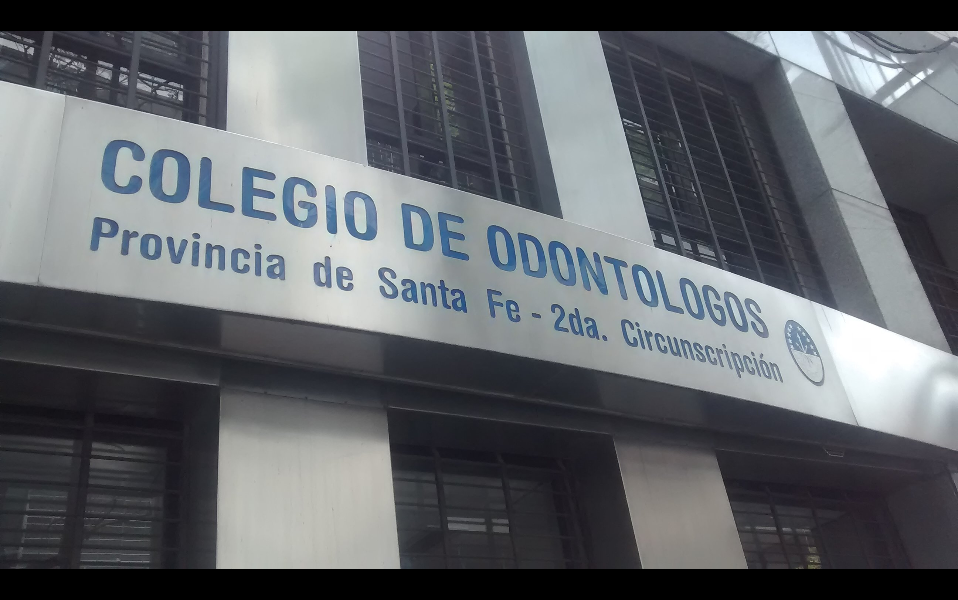 COLEGIO DE ODONTOLOGOS
Provincia de Santa Fe - 2da. Circunscripción